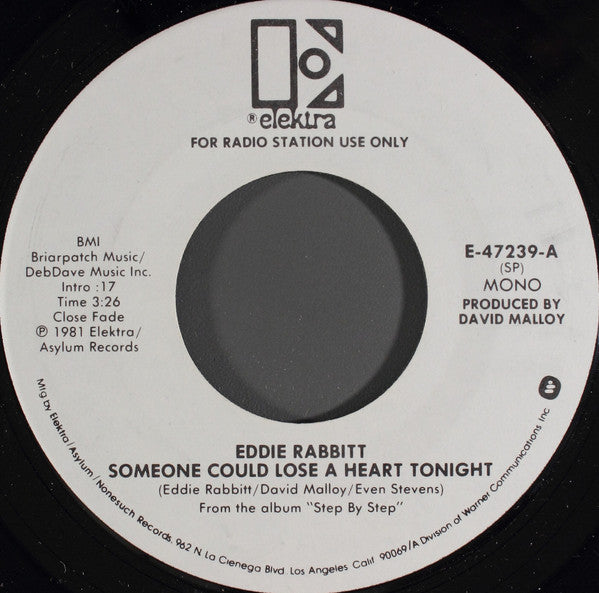 ® elektra
FOR RADIO STATION USE ONLY
BMI
Briarpatch Music/
DebDave Music Inc.
Intro :17
Time 3:26
Close Fade
℗ 1981 Elektra/
Asylum Records
E-47239-A
(SP)
MONO
PRODUCED BY
DAVID MALLOY
EDDIE RABBITT
SOMEONE COULD LOSE A HEART TONIGHT
(Eddie Rabbitt/David Malloy/Even Stevens)
From the album "Step By Step"
Mfg by Elektra/Asylum/Nonesuch Records, 962 N. La Cienega Blvd. Los Angeles, Calif. 90069/A Division of Warner Communications Inc